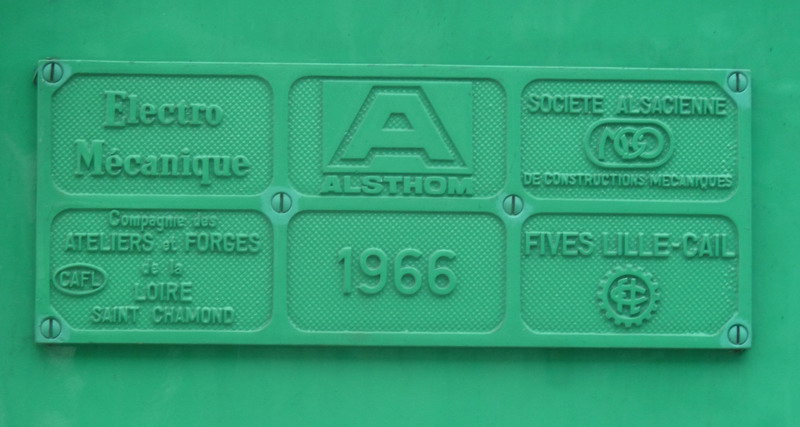 Electro
Mécanique
A
ALSTHOM
SOCIETE ALSACIENNE
DE CONSTRUCTIONS MECANIQUES
Compagnie des
ATELIERS et FORGES
de la
CAFL
LOIRE
SAINT CHAMOND
1966
FIVES LILLE-CAIL